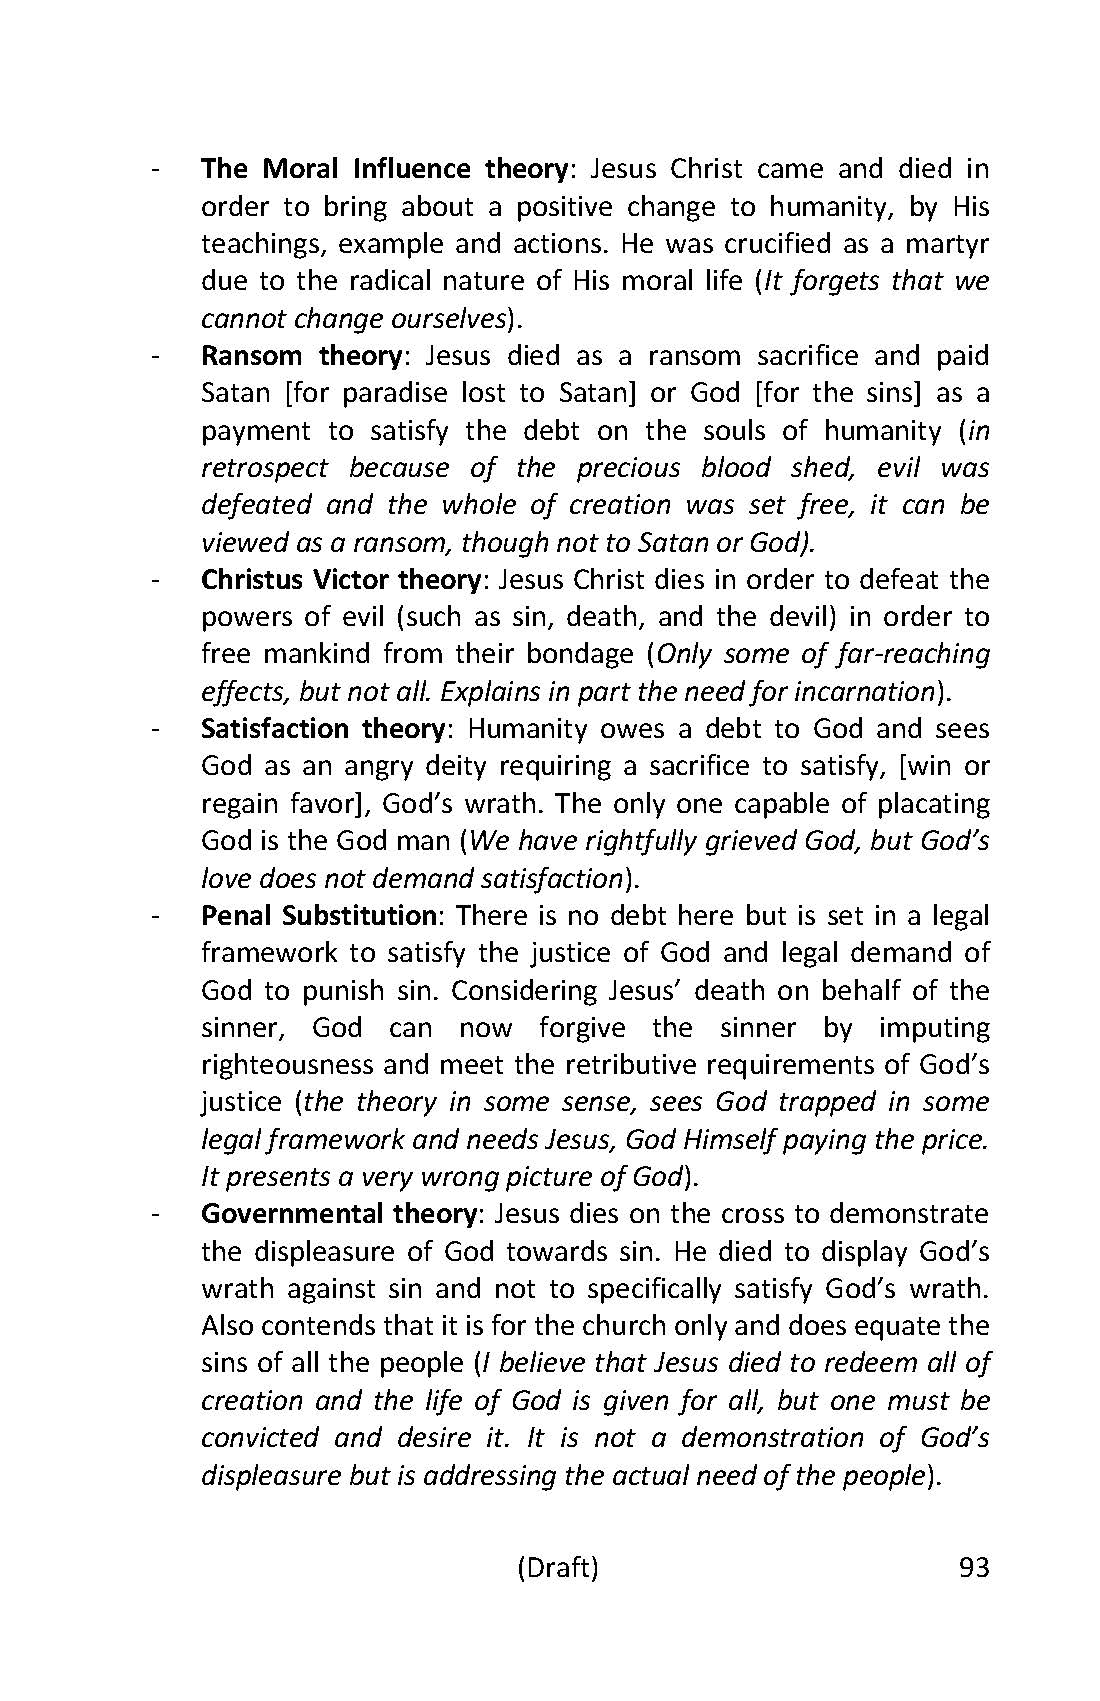 - The Moral Influence theory: Jesus Christ came and died in
order to bring about a positive change to humanity, by His
teachings, example and actions. He was crucified as a martyr
due to the radical nature of His moral life (It forgets that we
cannot change ourselves).
- Ransom theory: Jesus died as a ransom sacrifice and paid
Satan [for paradise lost to Satan] or God [for the sins] as a
payment to satisfy the debt on the souls of humanity (in
retrospect because of the precious blood shed, evil was
defeated and the whole of creation was set free, it can be
viewed as a ransom, though not to Satan or God).
- Christus Victor theory: Jesus Christ dies in order to defeat the
powers of evil (such as sin, death, and the devil) in order to
free mankind from their bondage (Only some of far-reaching
effects, but not all. Explains in part the need for incarnation).
- Satisfaction theory: Humanity owes a debt to God and sees
God as an angry deity requiring a sacrifice to satisfy, [win or
regain favor], God’s wrath. The only one capable of placating
God is the God man (We have rightfully grieved God, but God’s
love does not demand satisfaction).
- Penal Substitution: There is no debt here but is set in a legal
framework to satisfy the justice of God and legal demand of
God to punish sin. Considering Jesus’ death on behalf of the
sinner, God can now forgive the sinner by imputing
righteousness and meet the retributive requirements of God’s
justice (the theory in some sense, sees God trapped in some
legal framework and needs Jesus, God Himself paying the price.
It presents a very wrong picture of God).
- Governmental theory: Jesus dies on the cross to demonstrate
the displeasure of God towards sin. He died to display God’s
wrath against sin and not to specifically satisfy God’s wrath.
Also contends that it is for the church only and does equate the
sins of all the people (I believe that Jesus died to redeem all of
creation and the life of God is given for all, but one must be
convicted and desire it. It is not a demonstration of God’s
displeasure but is addressing the actual need of the people).
(Draft) 93